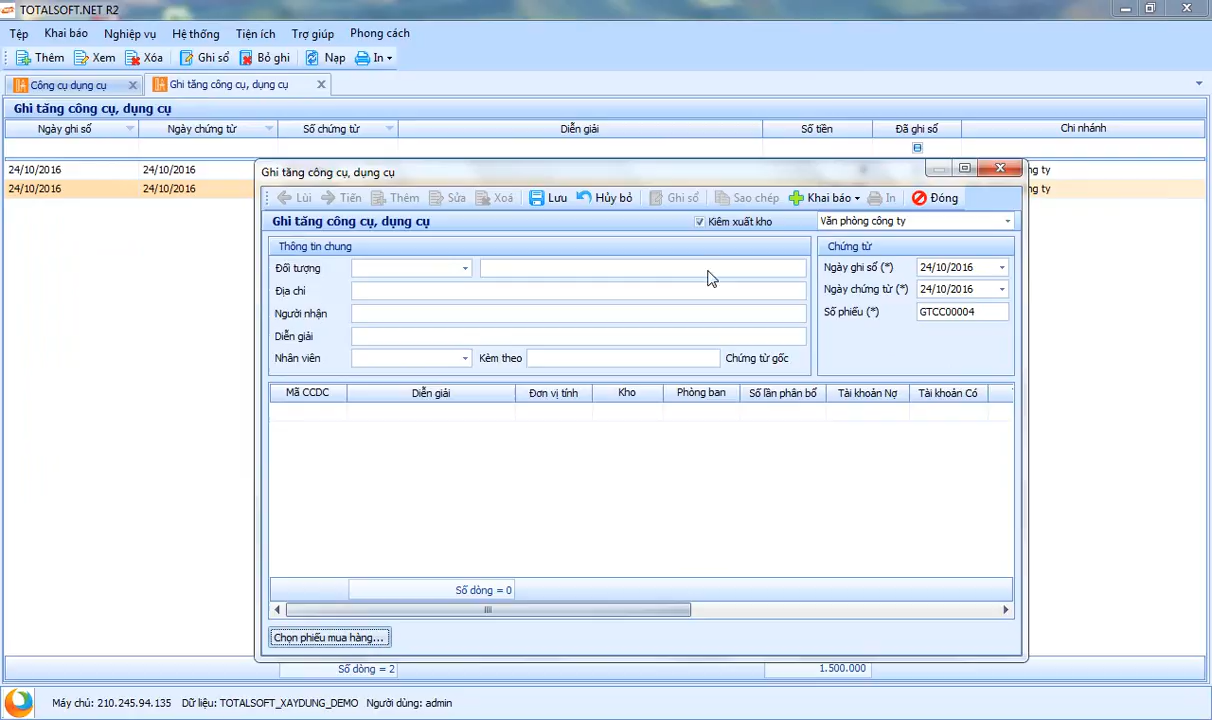 TOTALSOFT.NET R2
Tệp Khai báo Nghiệp vụ Hệ thống Tiện ích Trợ giúp Phong cách
Thêm Xem Xóa Ghi sổ Bỏ ghi Nạp In
Công cụ dụng cụ Ghi tăng công cụ, dụng cụ
Ghi tăng công cụ, dụng cụ
Ngày ghi sổ Ngày chứng từ Số chứng từ Diễn giải Số tiền Đã ghi sổ Chi nhánh
24/10/2016 24/10/2016 ng ty
24/10/2016 24/10/2016 ng ty
Ghi tăng công cụ, dụng cụ
Lùi Tiến Thêm Sửa Xoá Lưu Hủy bỏ Ghi sổ Sao chép Khai báo In Đóng
Ghi tăng công cụ, dụng cụ Kiêm xuất kho Văn phòng công ty
Thông tin chung Chứng từ
Đối tượng Ngày ghi sổ (*) 24/10/2016
Địa chỉ Ngày chứng từ (*) 24/10/2016
Người nhận Số phiếu (*) GTCC00004
Diễn giải
Nhân viên Kèm theo Chứng từ gốc
Mã CCDC Diễn giải Đơn vị tính Kho Phòng ban Số lần phân bổ Tài khoản Nợ Tài khoản Có
Số dòng = 0
Chọn phiếu mua hàng...
Số dòng = 2 1.500.000
Máy chủ: 210.245.94.135 Dữ liệu: TOTALSOFT_XAYDUNG_DEMO Người dùng: admin